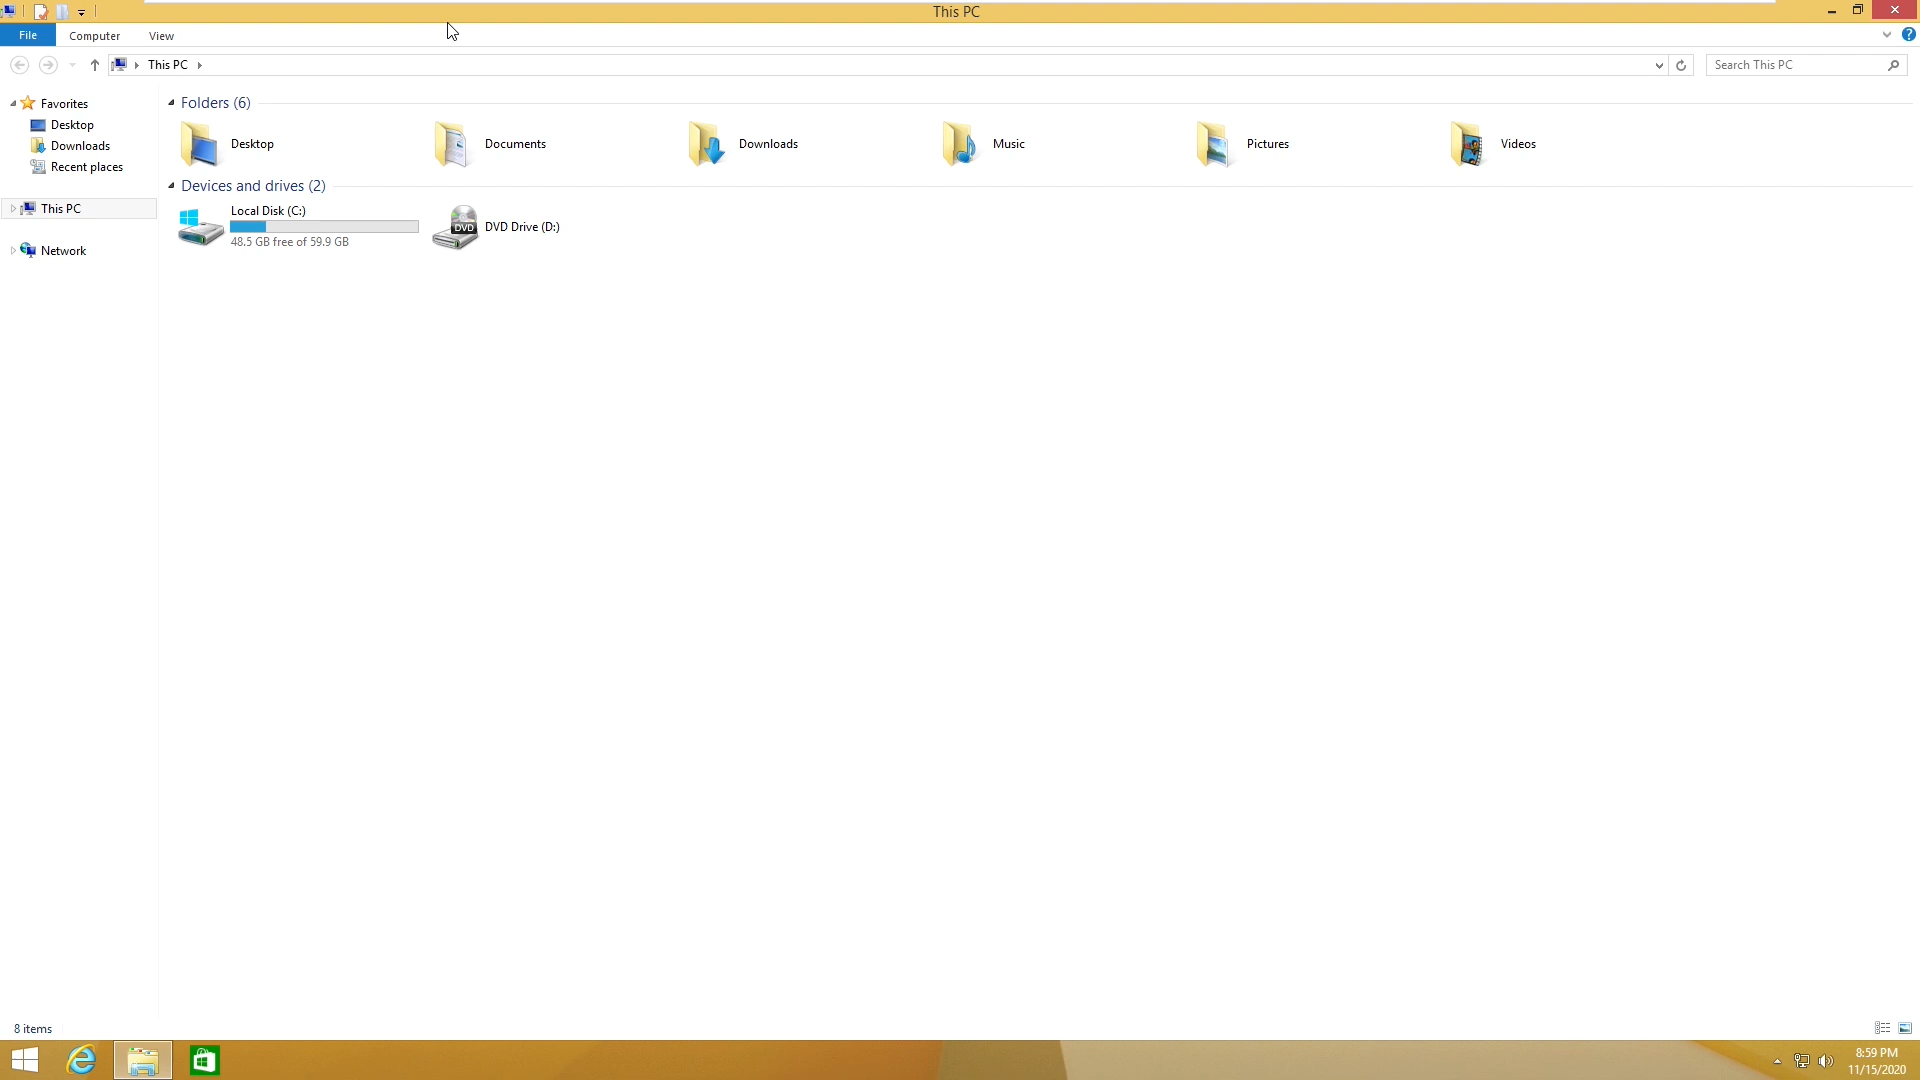 This PC
File
Computer
View
This PC
Search This PC
Favorites
Desktop
Downloads
Recent places
This PC
Network
Folders (6)
Desktop
Documents
Downloads
Music
Pictures
Videos
Devices and drives (2)
Local Disk (C:)
48.5 GB free of 59.9 GB
DVD
DVD Drive (D:)
8 items
8:59 PM
11/15/2020